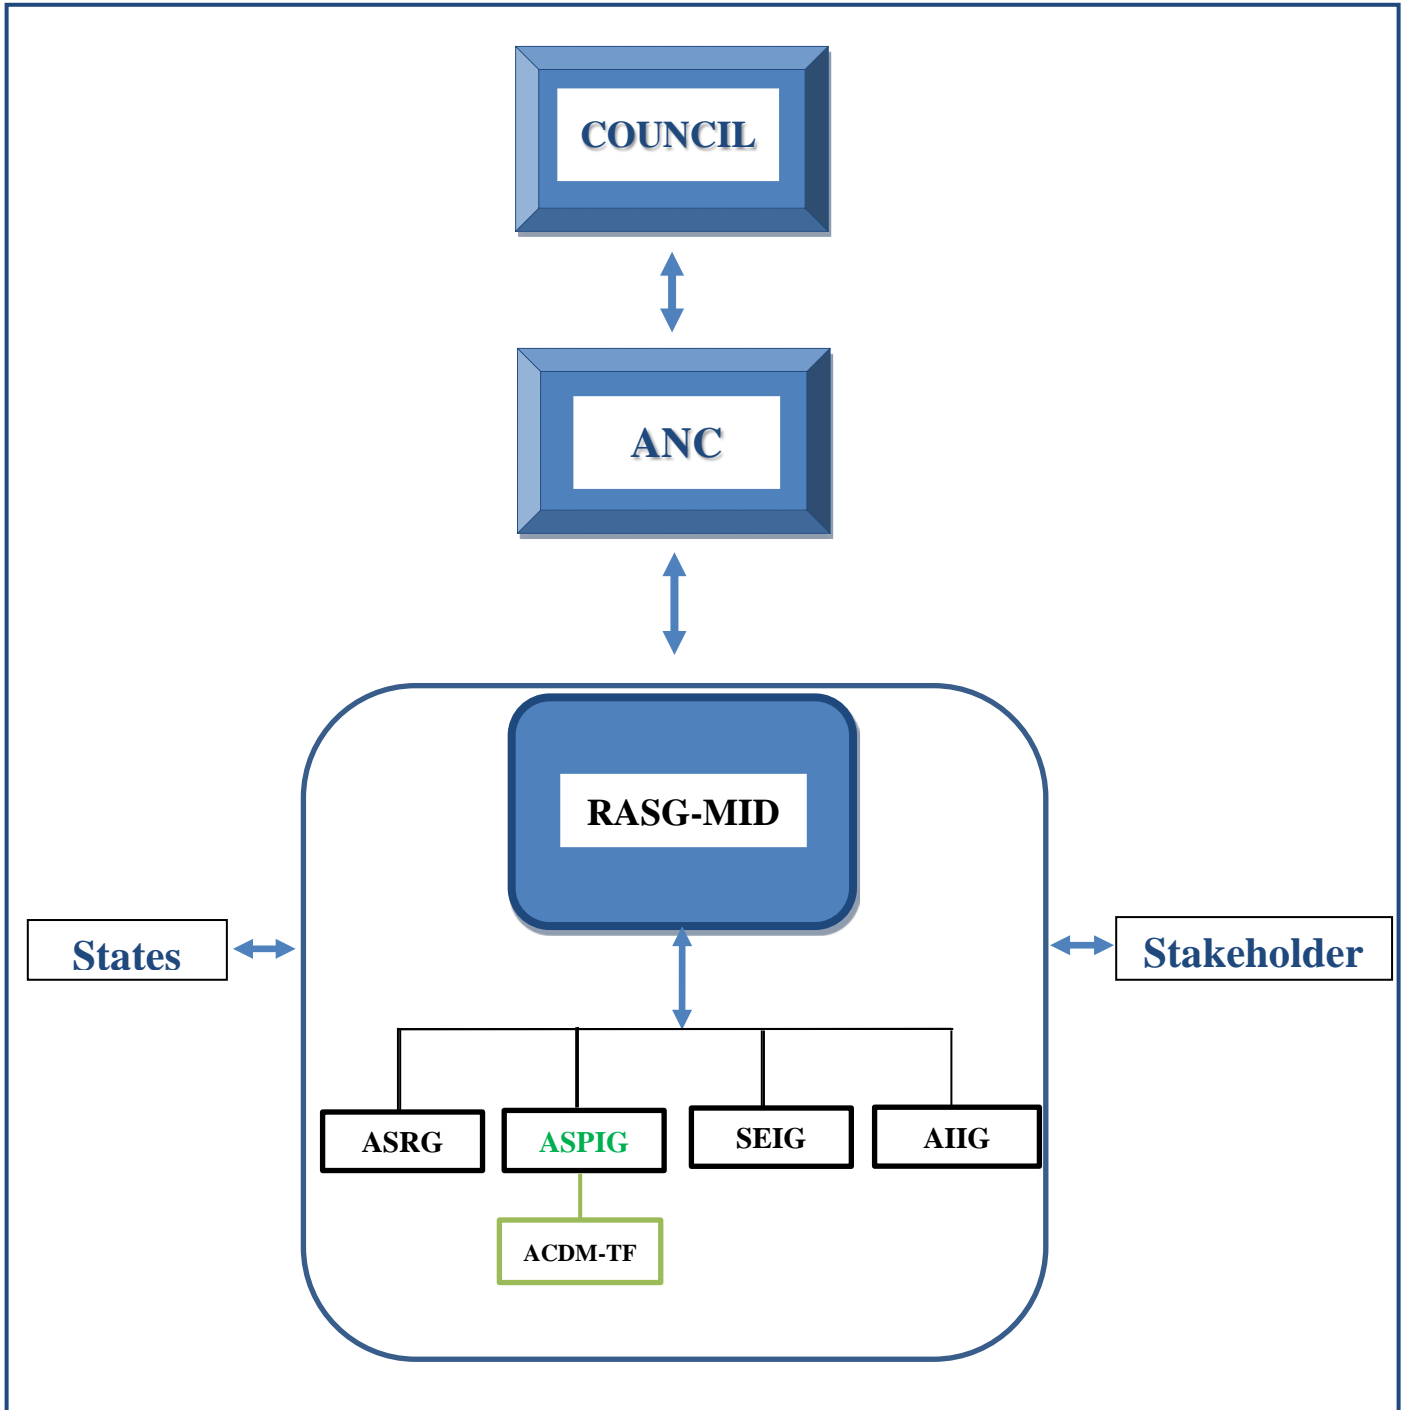 COUNCIL
ANC
RASG-MID
States
Stakeholder
ASRG
ASPIG
SEIG
AIIG
ACDM-TF